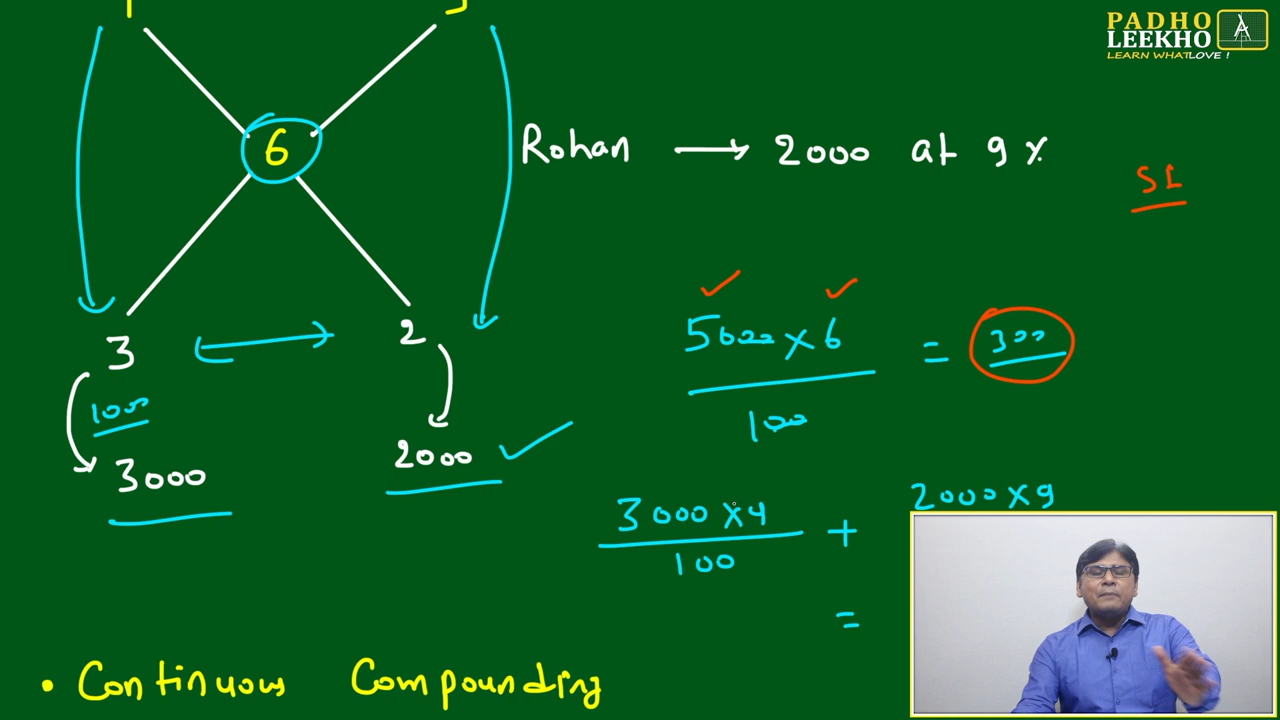 PADHO
LEEKHO
LEARN WHAT LOVE !
6
Rohan → 2000 at 9 %
SI
3
2
5000 × 6
= 300
100
1000
3000
2000
3000 × 4
+
2000 × 9
100
=
• Continuous Compounding